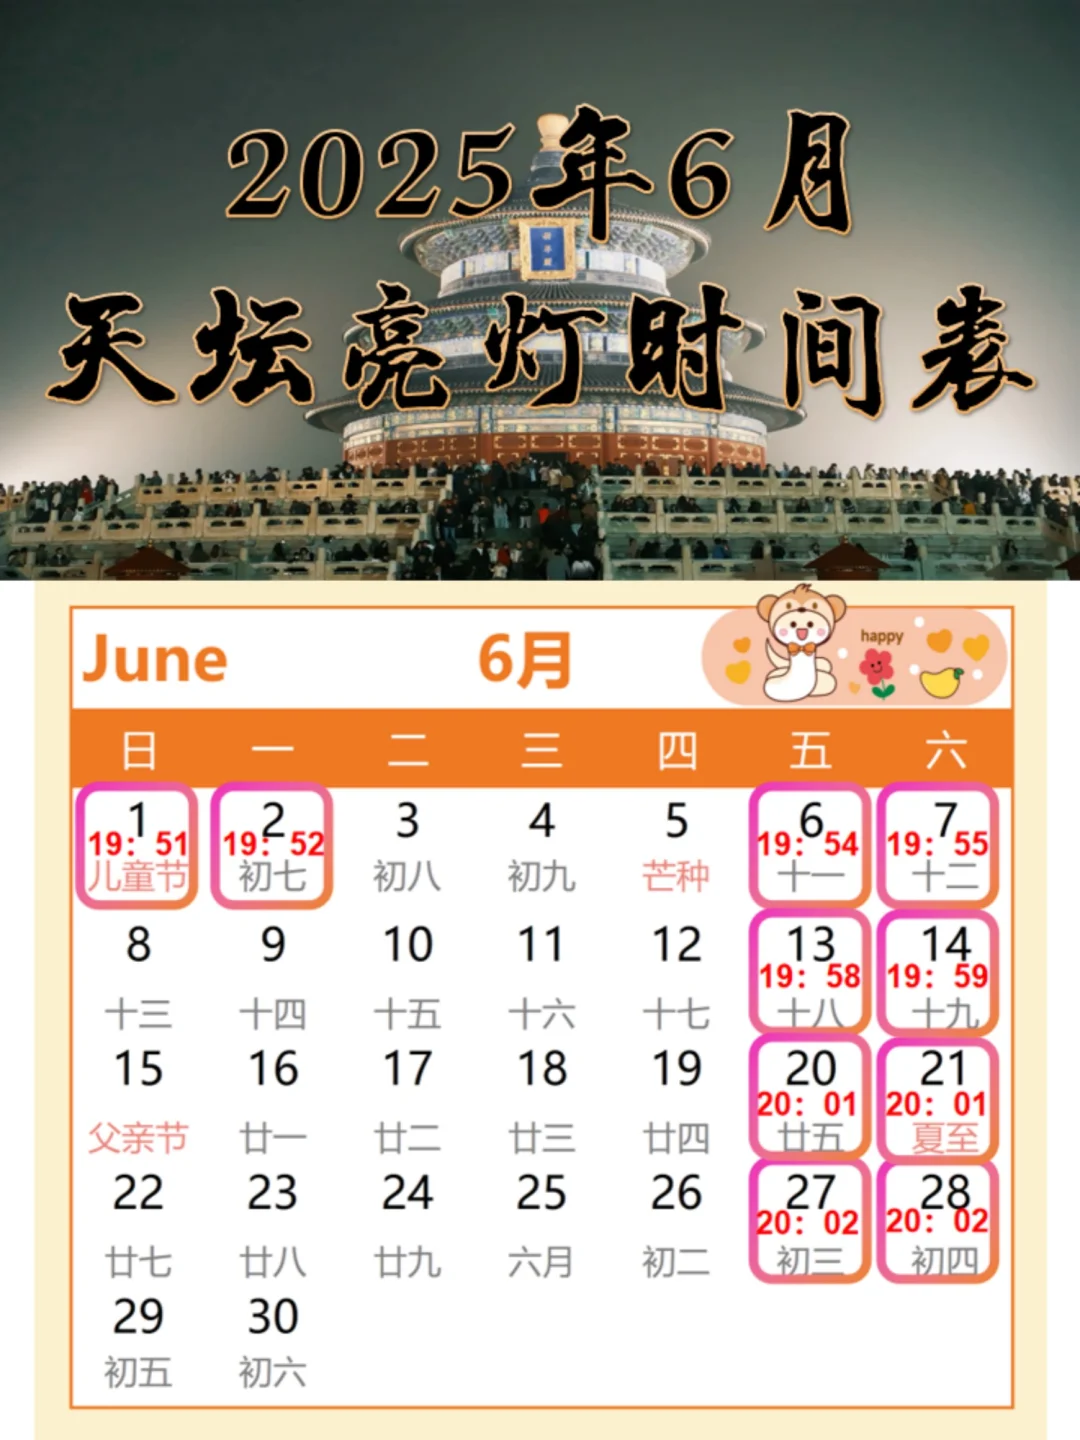 2025年6月
天坛亮灯时间表
祈年殿
June 6月
happy
日 一 二 三 四 五 六
1 2 3 4 5 6 7
19：51 19：52 19：54 19：55
儿童节 初七 初八 初九 芒种 十一 十二
8 9 10 11 12 13 14
19：58 19：59
十三 十四 十五 十六 十七 十八 十九
15 16 17 18 19 20 21
20：01 20：01
父亲节 廿一 廿二 廿三 廿四 廿五 夏至
22 23 24 25 26 27 28
20：02 20：02
廿七 廿八 廿九 六月 初二 初三 初四
29 30
初五 初六